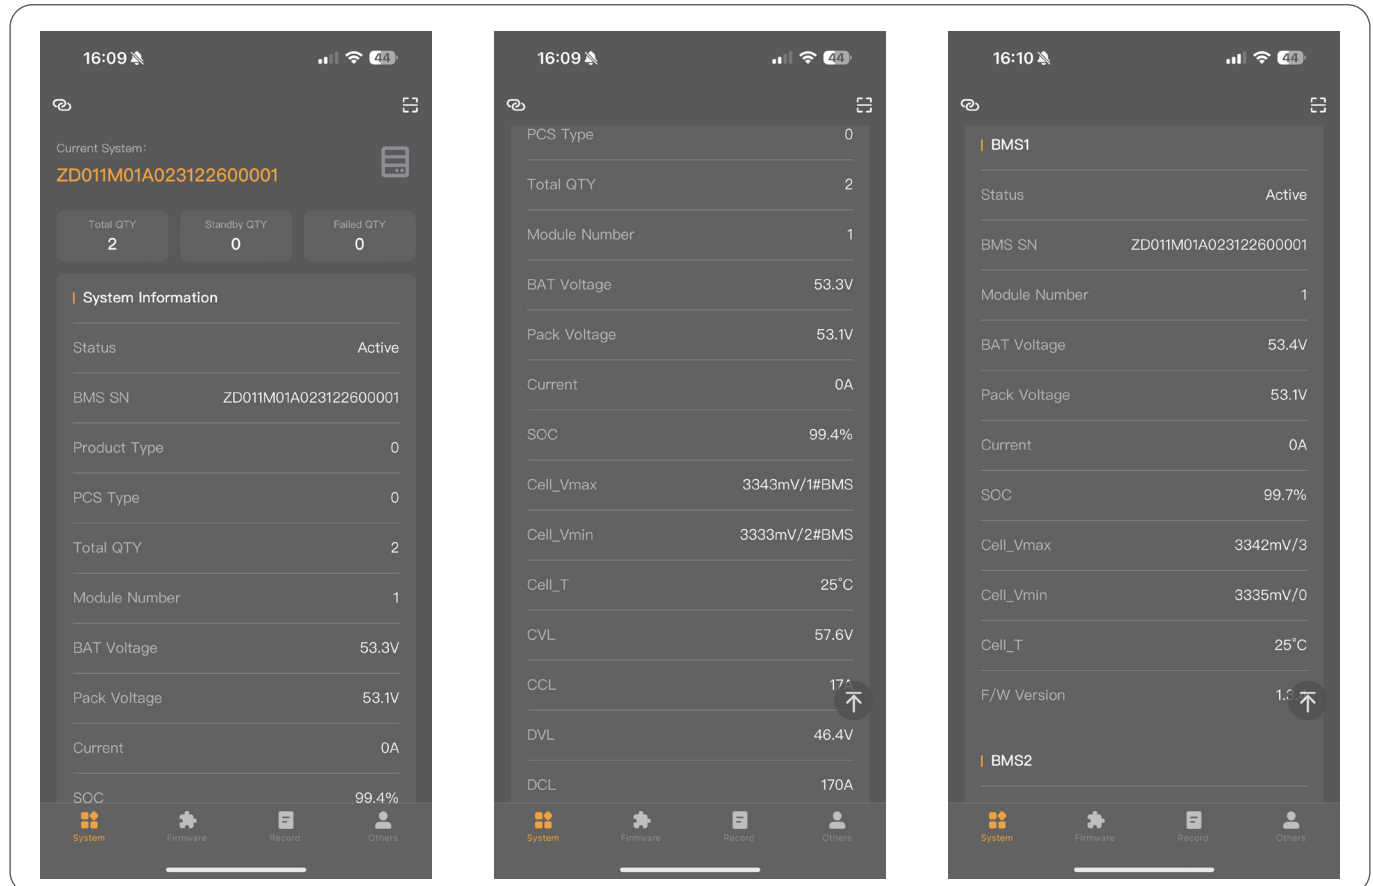 16:09
44
Current System:
ZD011M01A023122600001
Total QTY
2
Standby QTY
0
Failed QTY
0
System Information
Status Active
BMS SN ZD011M01A023122600001
Product Type 0
PCS Type 0
Total QTY 2
Module Number 1
BAT Voltage 53.3V
Pack Voltage 53.1V
Current 0A
SOC 99.4%
System Firmware Record Others
16:09
44
PCS Type 0
Total QTY 2
Module Number 1
BAT Voltage 53.3V
Pack Voltage 53.1V
Current 0A
SOC 99.4%
Cell_Vmax 3343mV/1#BMS
Cell_Vmin 3333mV/2#BMS
Cell_T 25°C
CVL 57.6V
CCL 17A
DVL 46.4V
DCL 170A
System Firmware Record Others
16:10
44
BMS1
Status Active
BMS SN ZD011M01A023122600001
Module Number 1
BAT Voltage 53.4V
Pack Voltage 53.1V
Current 0A
SOC 99.7%
Cell_Vmax 3342mV/3
Cell_Vmin 3335mV/0
Cell_T 25°C
F/W Version
BMS2
System Firmware Record Others